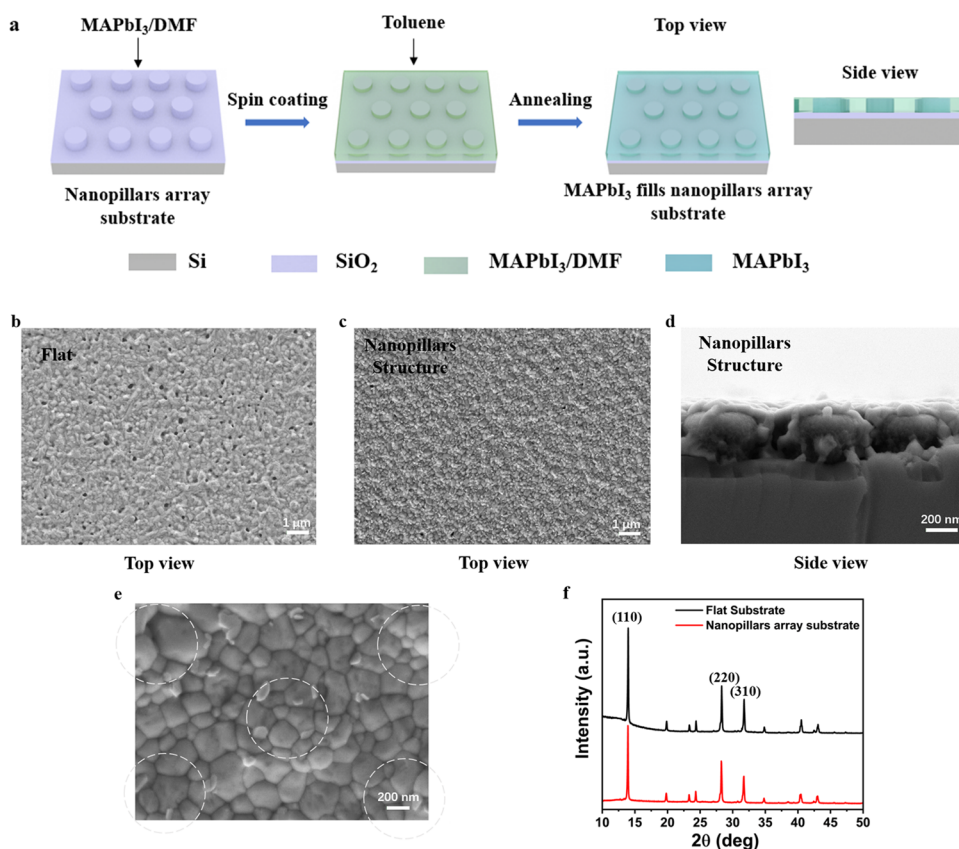 a
MAPbI₃/DMF
Toluene
Top view
Side view
Spin coating
Annealing
Nanopillars array
substrate
MAPbI₃ fills nanopillars array
substrate
Si
SiO₂
MAPbI₃/DMF
MAPbI₃
b
Flat
1 μm
Top view
c
Nanopillars
Structure
1 μm
Top view
d
Nanopillars
Structure
200 nm
Side view
e
200 nm
f
Flat Substrate
Nanopillars array substrate
(110)
(220)
(310)
Intensity (a.u.)
10 15 20 25 30 35 40 45 50
2θ (deg)